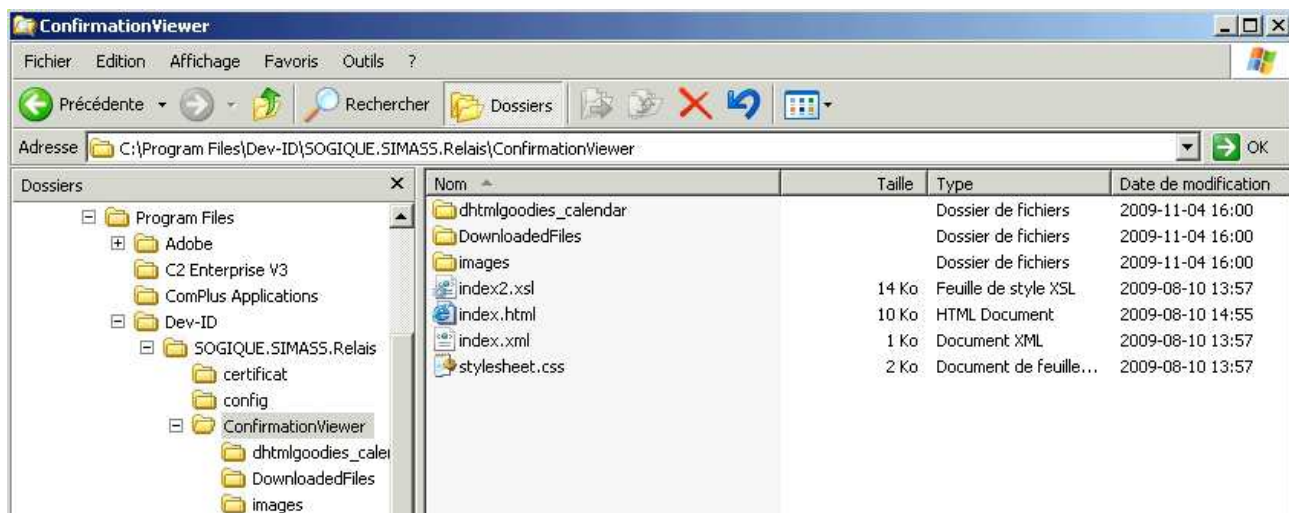 ConfirmationViewer
Fichier Edition Affichage Favoris Outils ?
Précédente Rechercher Dossiers
Adresse C:\Program Files\Dev-ID\SOGIQUE.SIMASS.Relais\ConfirmationViewer OK
Dossiers × Nom Taille Type Date de modification
Program Files dhtmlgoodies_calendar Dossier de fichiers 2009-11-04 16:00
Adobe DownloadedFiles Dossier de fichiers 2009-11-04 16:00
C2 Enterprise V3 images Dossier de fichiers 2009-11-04 16:00
ComPlus Applications index2.xsl 14 Ko Feuille de style XSL 2009-08-10 13:57
Dev-ID index.html 10 Ko HTML Document 2009-08-10 14:55
SOGIQUE.SIMASS.Relais index.xml 1 Ko Document XML 2009-08-10 13:57
certificat stylesheet.css 2 Ko Document de feuille... 2009-08-10 13:57
config
ConfirmationViewer
dhtmlgoodies_cale
DownloadedFiles
images